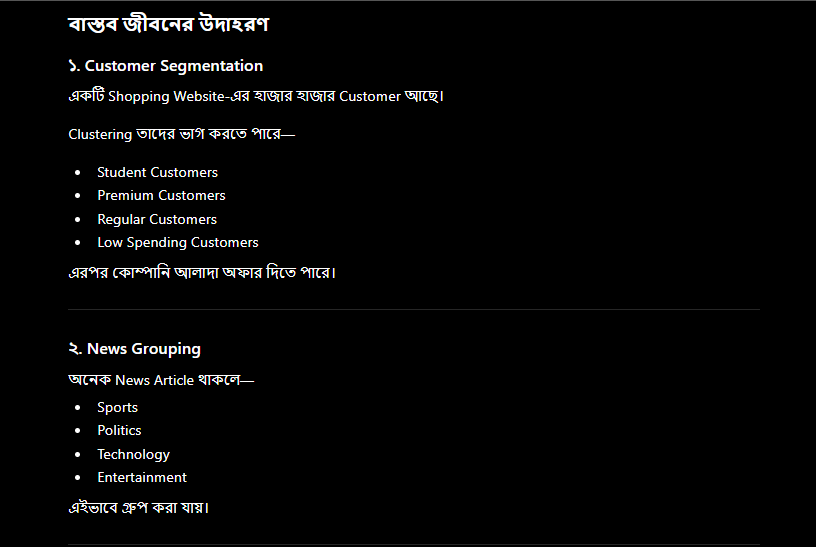 বাস্তব জীবনের উদাহরণ
১. Customer Segmentation
একটি Shopping Website-এর হাজার হাজার Customer আছে।
Clustering তাদের ভাগ করতে পারে—
• Student Customers
• Premium Customers
• Regular Customers
• Low Spending Customers
এরপর কোম্পানি আলাদা অফার দিতে পারে।
২. News Grouping
অনেক News Article থাকলে—
• Sports
• Politics
• Technology
• Entertainment
এইভাবে গ্রুপ করা যায়।